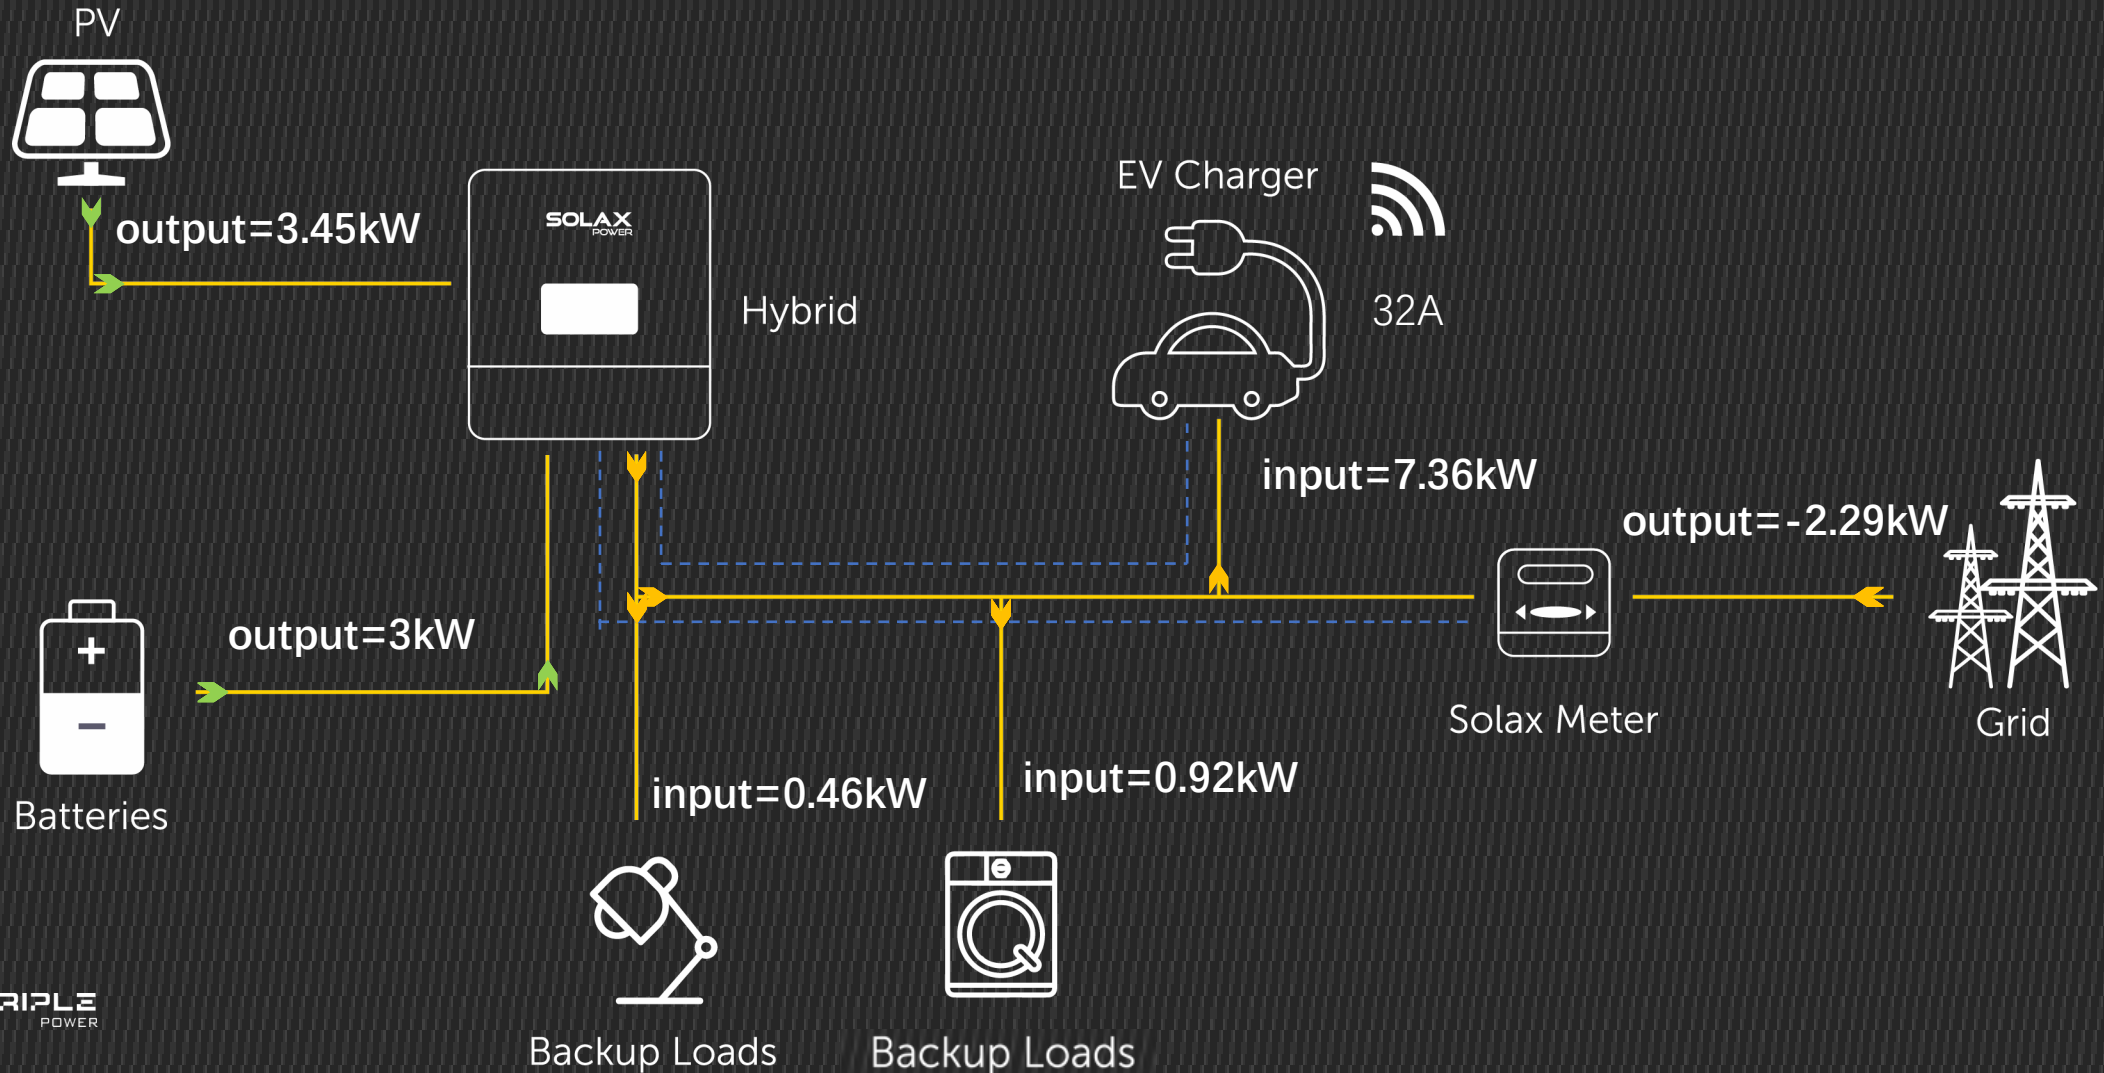 PV
output=3.45kW
SOLAX
POWER
Hybrid
EV Charger
32A
input=7.36kW
output=-2.29kW
output=3kW
+
−
Batteries
Solax Meter
Grid
input=0.46kW
input=0.92kW
RIPLE
POWER
Backup Loads
Backup Loads